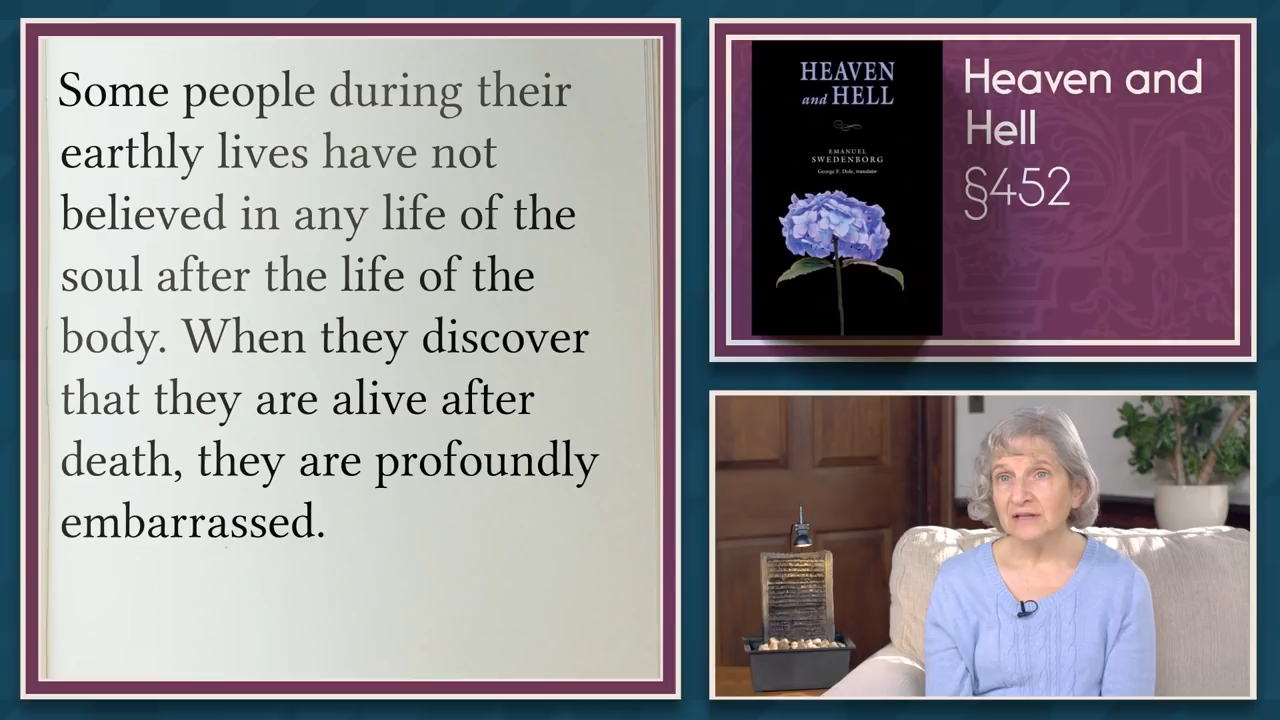 Some people during their
earthly lives have not
believed in any life of the
soul after the life of the
body. When they discover
that they are alive after
death, they are profoundly
embarrassed.
HEAVEN
and HELL
EMANUEL
SWEDENBORG
George F. Dole, translator
Heaven and
Hell
§452